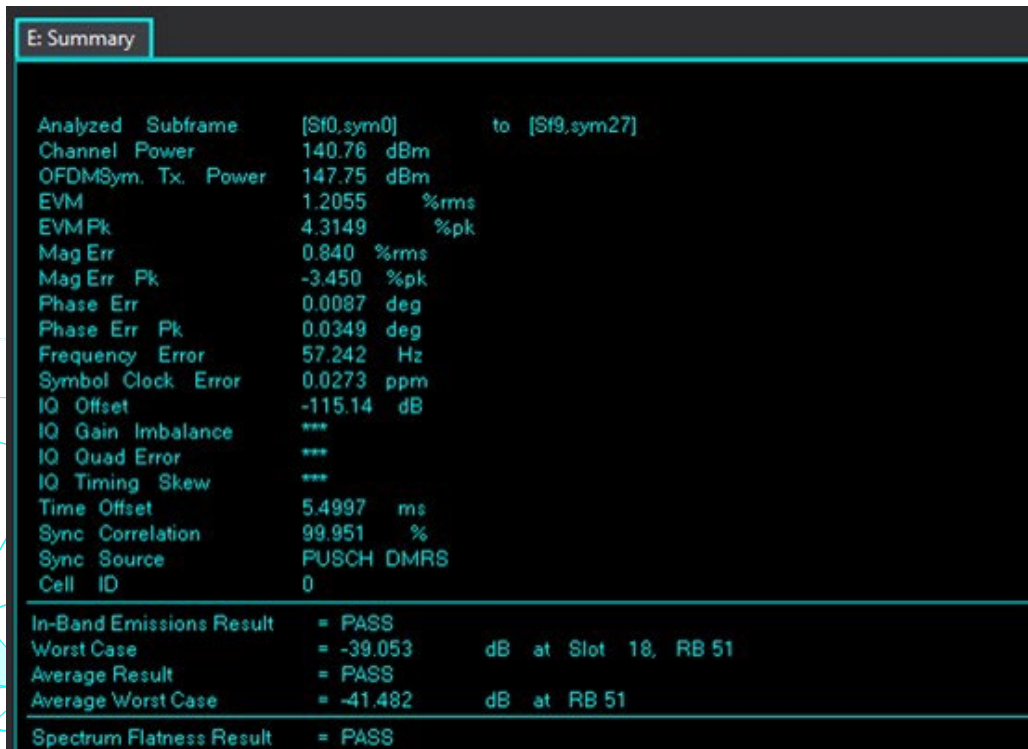 E: Summary
Analyzed Subframe [Sf0,sym0] to [Sf9,sym27]
Channel Power 140.76 dBm
OFDMSym. Tx. Power 147.75 dBm
EVM 1.2055 %rms
EVMPk 4.3149 %pk
Mag Err 0.840 %rms
Mag Err Pk -3.450 %pk
Phase Err 0.0087 deg
Phase Err Pk 0.0349 deg
Frequency Error 57.242 Hz
Symbol Clock Error 0.0273 ppm
IQ Offset -115.14 dB
IQ Gain Imbalance ***
IQ Quad Error ***
IQ Timing Skew ***
Time Offset 5.4997 ms
Sync Correlation 99.951 %
Sync Source PUSCH DMRS
Cell ID 0
In-Band Emissions Result = PASS
Worst Case = -39.053 dB at Slot 18, RB 51
Average Result = PASS
Average Worst Case = -41.482 dB at RB 51
Spectrum Flatness Result = PASS